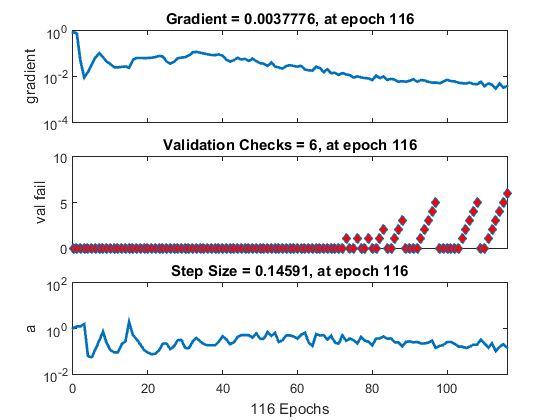 Gradient = 0.0037776, at epoch 116
10^0
10^-2
10^-4
gradient
Validation Checks = 6, at epoch 116
10
5
0
val fail
Step Size = 0.14591, at epoch 116
10^2
10^0
10^-2
a
0 20 40 60 80 100
116 Epochs